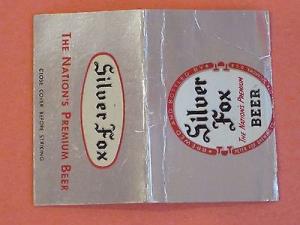 Silver Fox
THE NATION'S PREMIUM BEER
CLOSE COVER BEFORE STRIKING
Silver
Fox
THE NATION'S PREMIUM
BEER